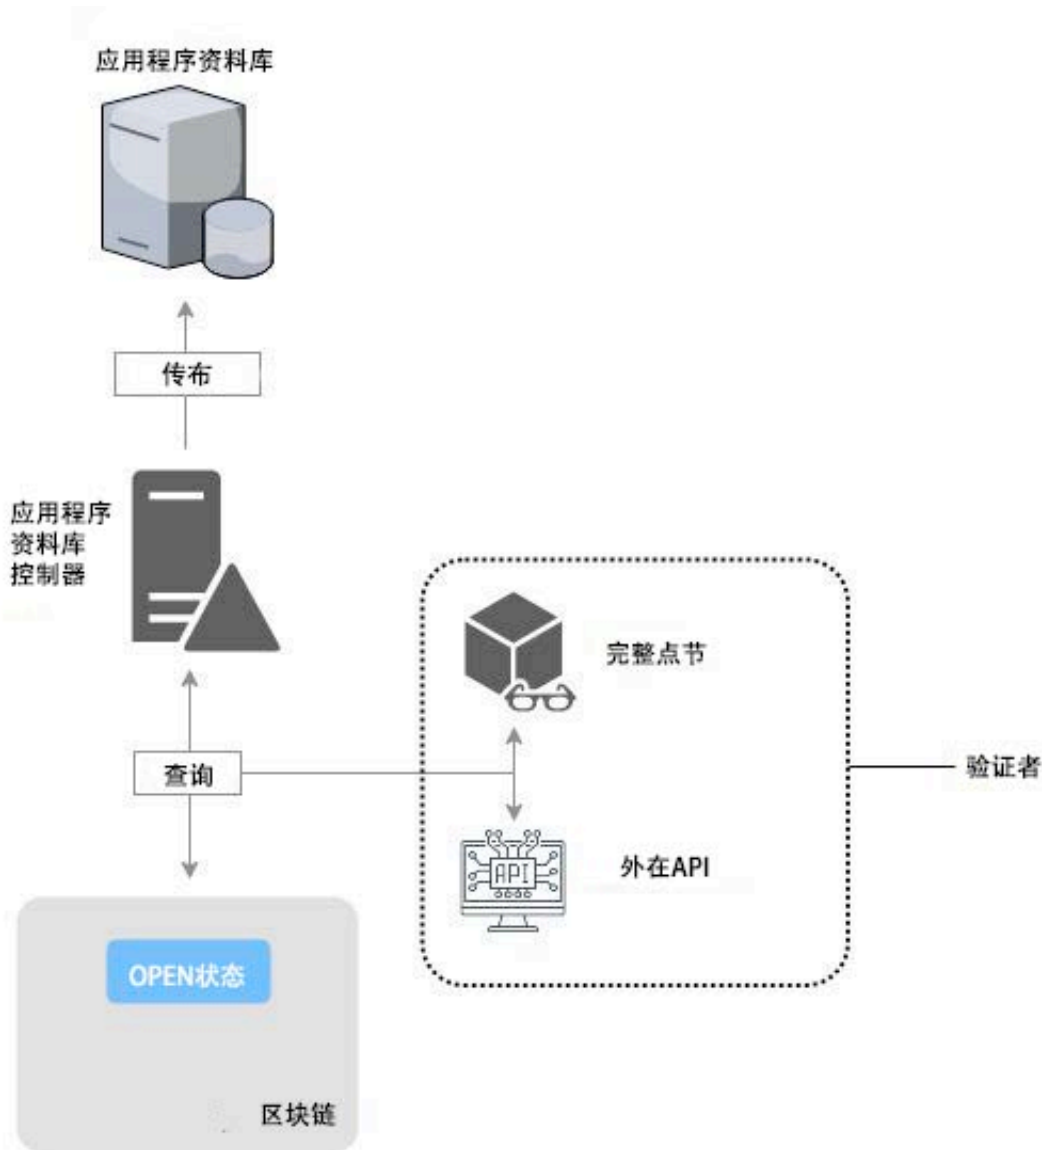 应用程序资料库
传布
应用程序
资料库
控制器
完整点节
查询
验证者
API
外在API
OPEN状态
区块链